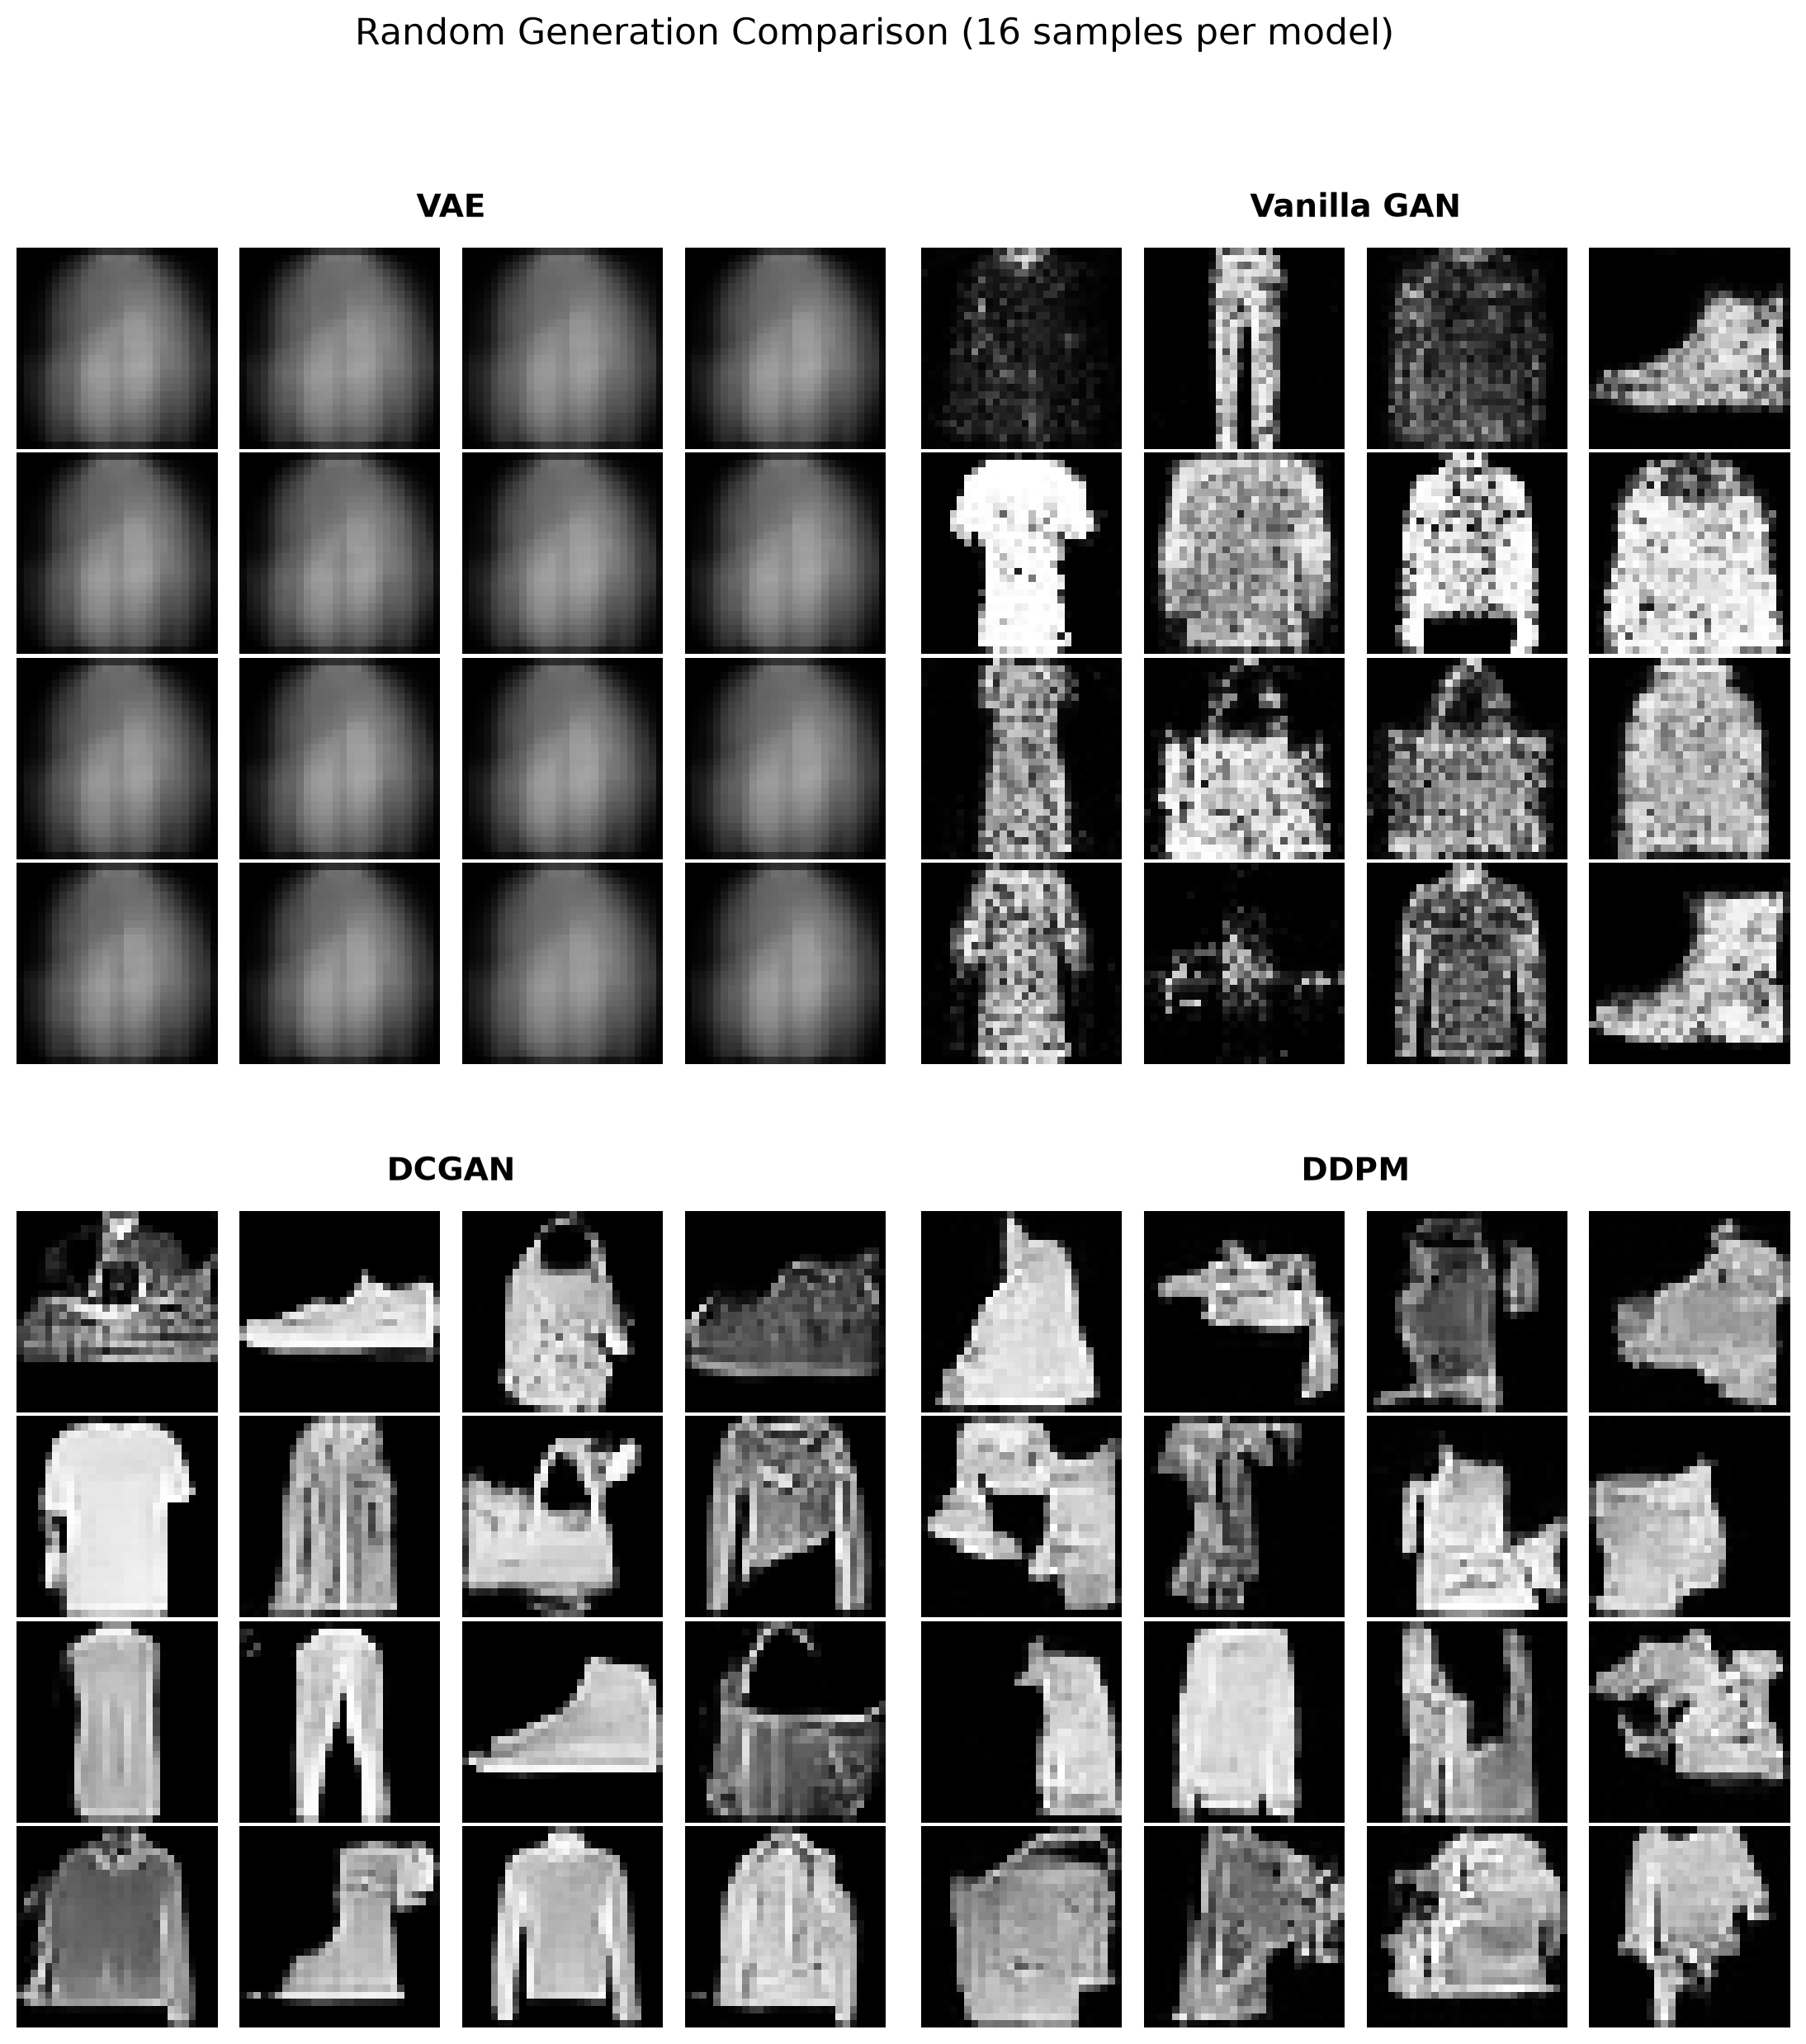 Random Generation Comparison (16 samples per model)
VAE
Vanilla GAN
DCGAN
DDPM